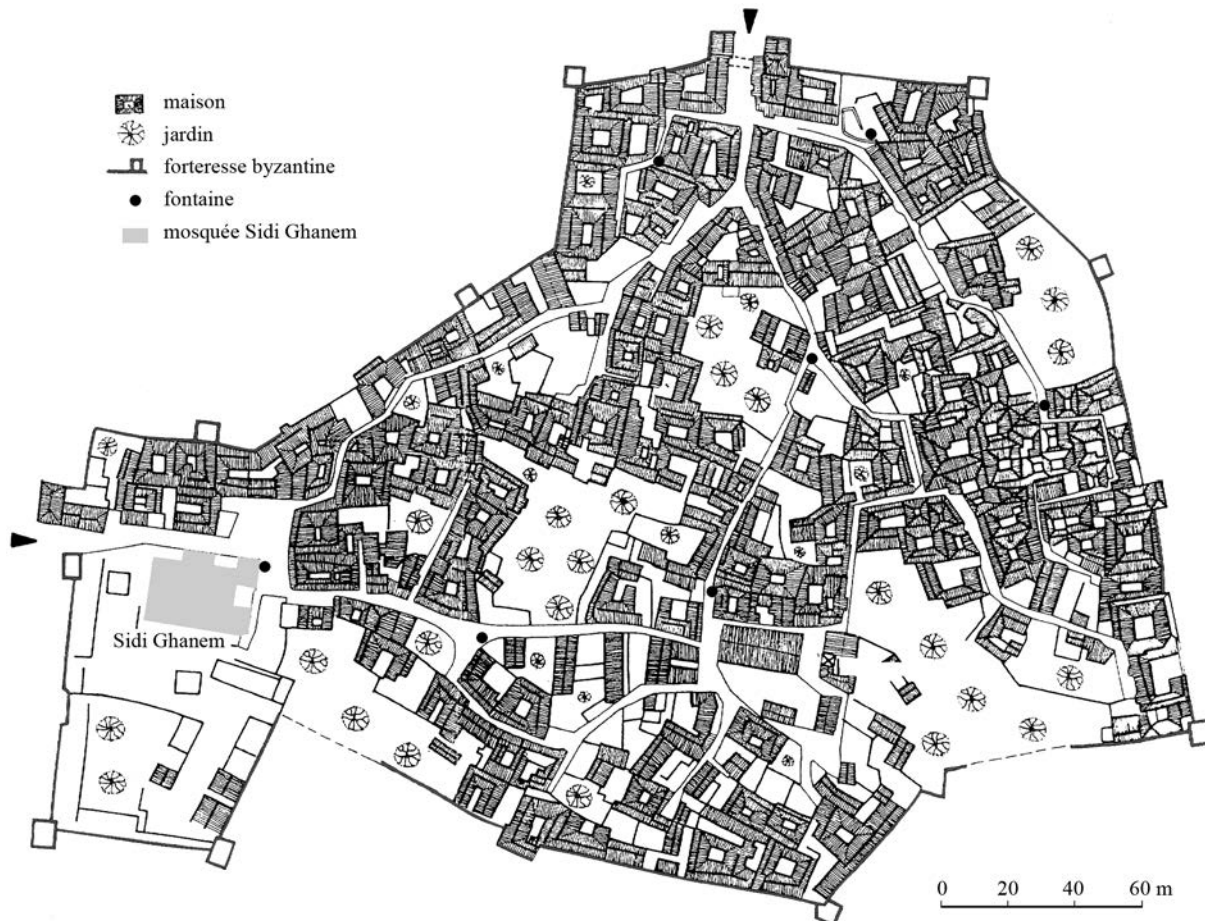 maison
jardin
forteresse byzantine
fontaine
mosquée Sidi Ghanem
Sidi Ghanem
0 20 40 60 m